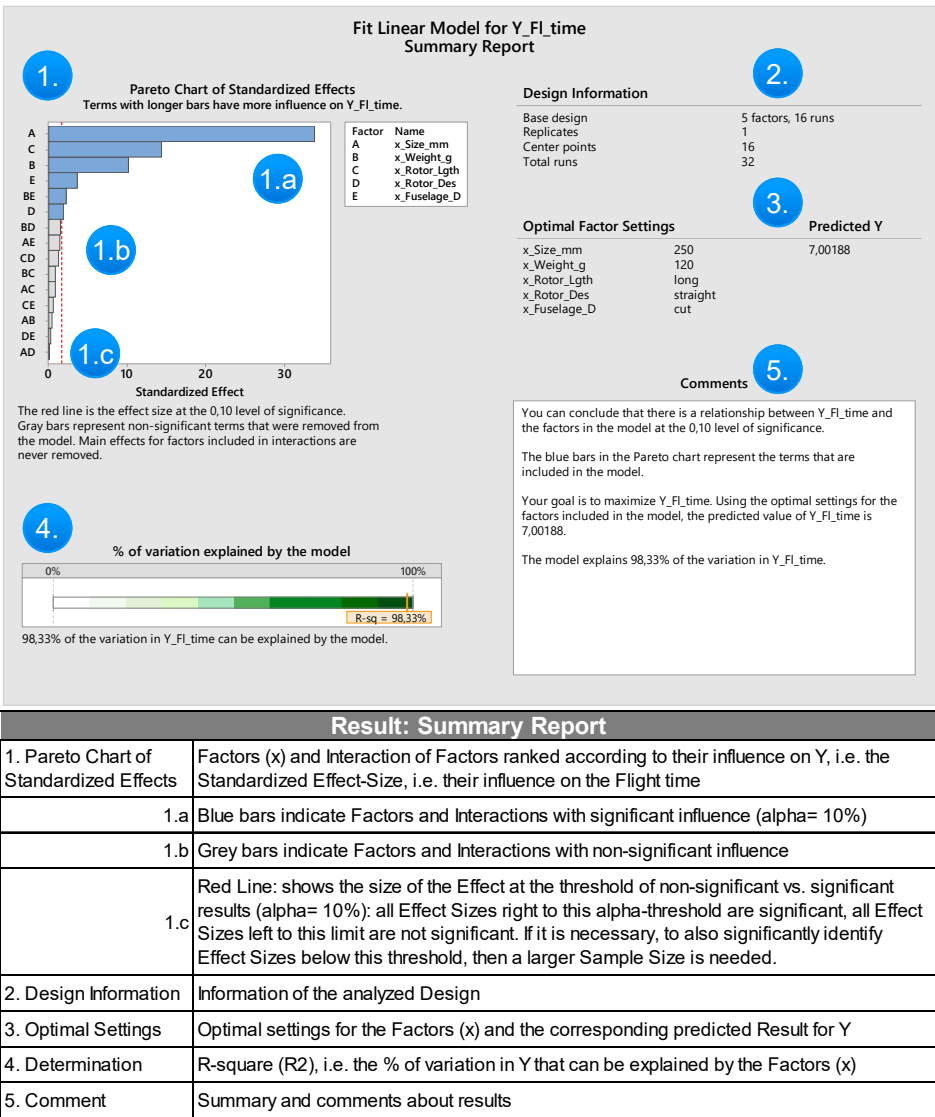 Fit Linear Model for Y_Fl_time
Summary Report
1.
Pareto Chart of Standardized Effects
Terms with longer bars have more influence on Y_Fl_time.
A
C
B
E
BE
D
BD
AE
CD
BC
AC
CE
AB
DE
AD
1.a
1.b
1.c
0 10 20 30
Standardized Effect
Factor Name
A x_Size_mm
B x_Weight_g
C x_Rotor_Lgth
D x_Rotor_Des
E x_Fuselage_D
The red line is the effect size at the 0,10 level of significance.
Gray bars represent non-significant terms that were removed from
the model. Main effects for factors included in interactions are
never removed.
2.
Design Information
Base design 5 factors, 16 runs
Replicates 1
Center points 16
Total runs 32
3.
Optimal Factor Settings Predicted Y
x_Size_mm 250 7,00188
x_Weight_g 120
x_Rotor_Lgth long
x_Rotor_Des straight
x_Fuselage_D cut
4.
% of variation explained by the model
0% 100%
R-sq = 98,33%
98,33% of the variation in Y_Fl_time can be explained by the model.
5.
Comments
You can conclude that there is a relationship between Y_Fl_time and
the factors in the model at the 0,10 level of significance.
The blue bars in the Pareto chart represent the terms that are
included in the model.
Your goal is to maximize Y_Fl_time. Using the optimal settings for the
factors included in the model, the predicted value of Y_Fl_time is
7,00188.
The model explains 98,33% of the variation in Y_Fl_time.
Result: Summary Report
1. Pareto Chart of
Standardized Effects
Factors (x) and Interaction of Factors ranked according to their influence on Y, i.e. the
Standardized Effect-Size, i.e. their influence on the Flight time
1.a Blue bars indicate Factors and Interactions with significant influence (alpha= 10%)
1.b Grey bars indicate Factors and Interactions with non-significant influence
1.c
Red Line: shows the size of the Effect at the threshold of non-significant vs. significant
results (alpha= 10%): all Effect Sizes right to this alpha-threshold are significant, all Effect
Sizes left to this limit are not significant. If it is necessary, to also significantly identify
Effect Sizes below this threshold, then a larger Sample Size is needed.
2. Design Information Information of the analyzed Design
3. Optimal Settings Optimal settings for the Factors (x) and the corresponding predicted Result for Y
4. Determination R-square (R2), i.e. the % of variation in Y that can be explained by the Factors (x)
5. Comment Summary and comments about results